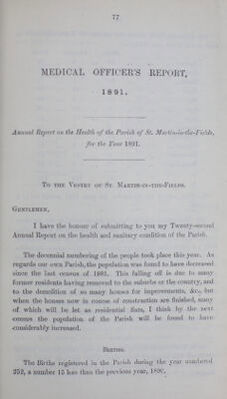 77
MEDICAL OFFICER'S REPORT,
1891.
Annual Report on the Health of the Parish of St. Martin-in-the-Fields,
for the Year 1891.
To the Vestry of St. Martin-in-the-Fields.
Gentlemen,
I have the honour of submitting to you my Twenty-second
Annual Report on the health and sanitary condition of the Parish.
The decennial numbering of the people took place this year. As
regards our own Parish, the population was found to have decreased
since the last census of 1881. This falling off is due to many
former residents having removed to the suburbs or the country, and
to the demolition of so many houses for improvements, &c., but
when the houses now in course of construction are finished, many
of which will be let as residential flats, I think by the next
census the population of the Parish will be found to have
considerably increased.
Births.
The Births registered in the Parish during the year numbered
252, a number 15 less than the previous year, 1890.